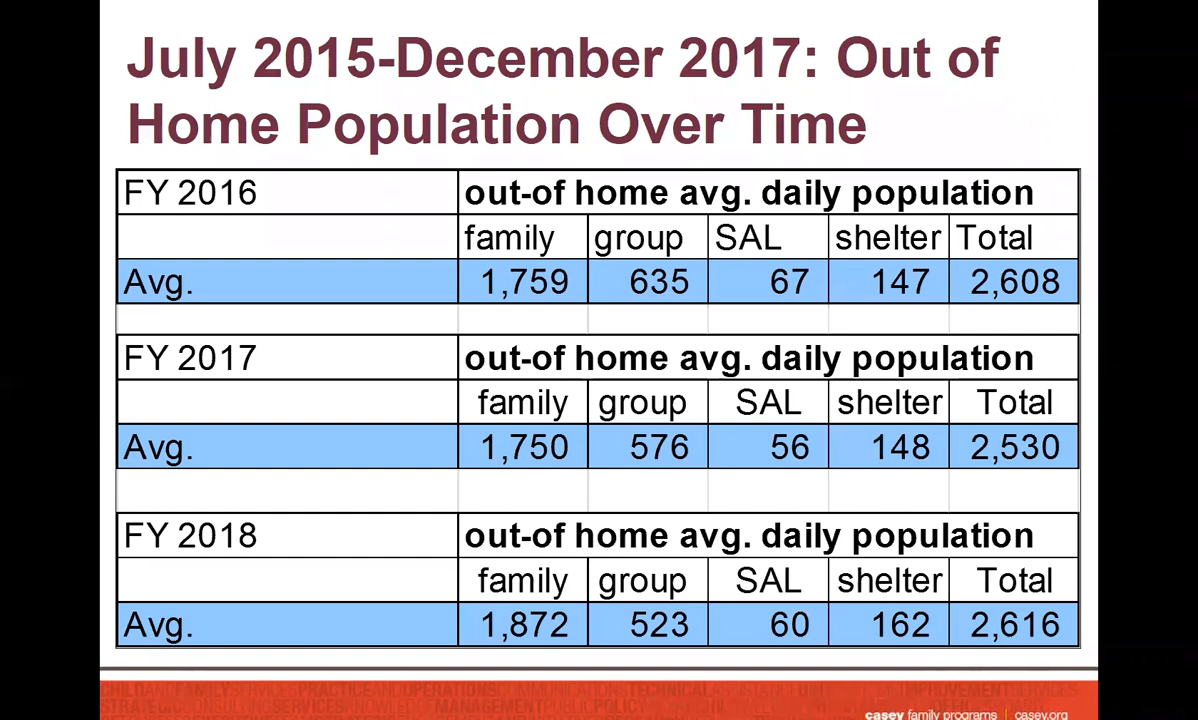 July 2015-December 2017: Out of
Home Population Over Time
FY 2016 out-of home avg. daily population
family group SAL shelter Total
Avg. 1,759 635 67 147 2,608
FY 2017 out-of home avg. daily population
family group SAL shelter Total
Avg. 1,750 576 56 148 2,530
FY 2018 out-of home avg. daily population
family group SAL shelter Total
Avg. 1,872 523 60 162 2,616
CHILDANDFAMILYSERVICESPRACTICEANDOPERATIONSCOMMUNICATIONSTECHNICALASSISTANCE IMPROVEMENTSERVICES
STRATEGICCONSULTINGSERVICESKNOWLEDGEMANAGEMENTPUBLICPOLICY
casey family programs | casey.org